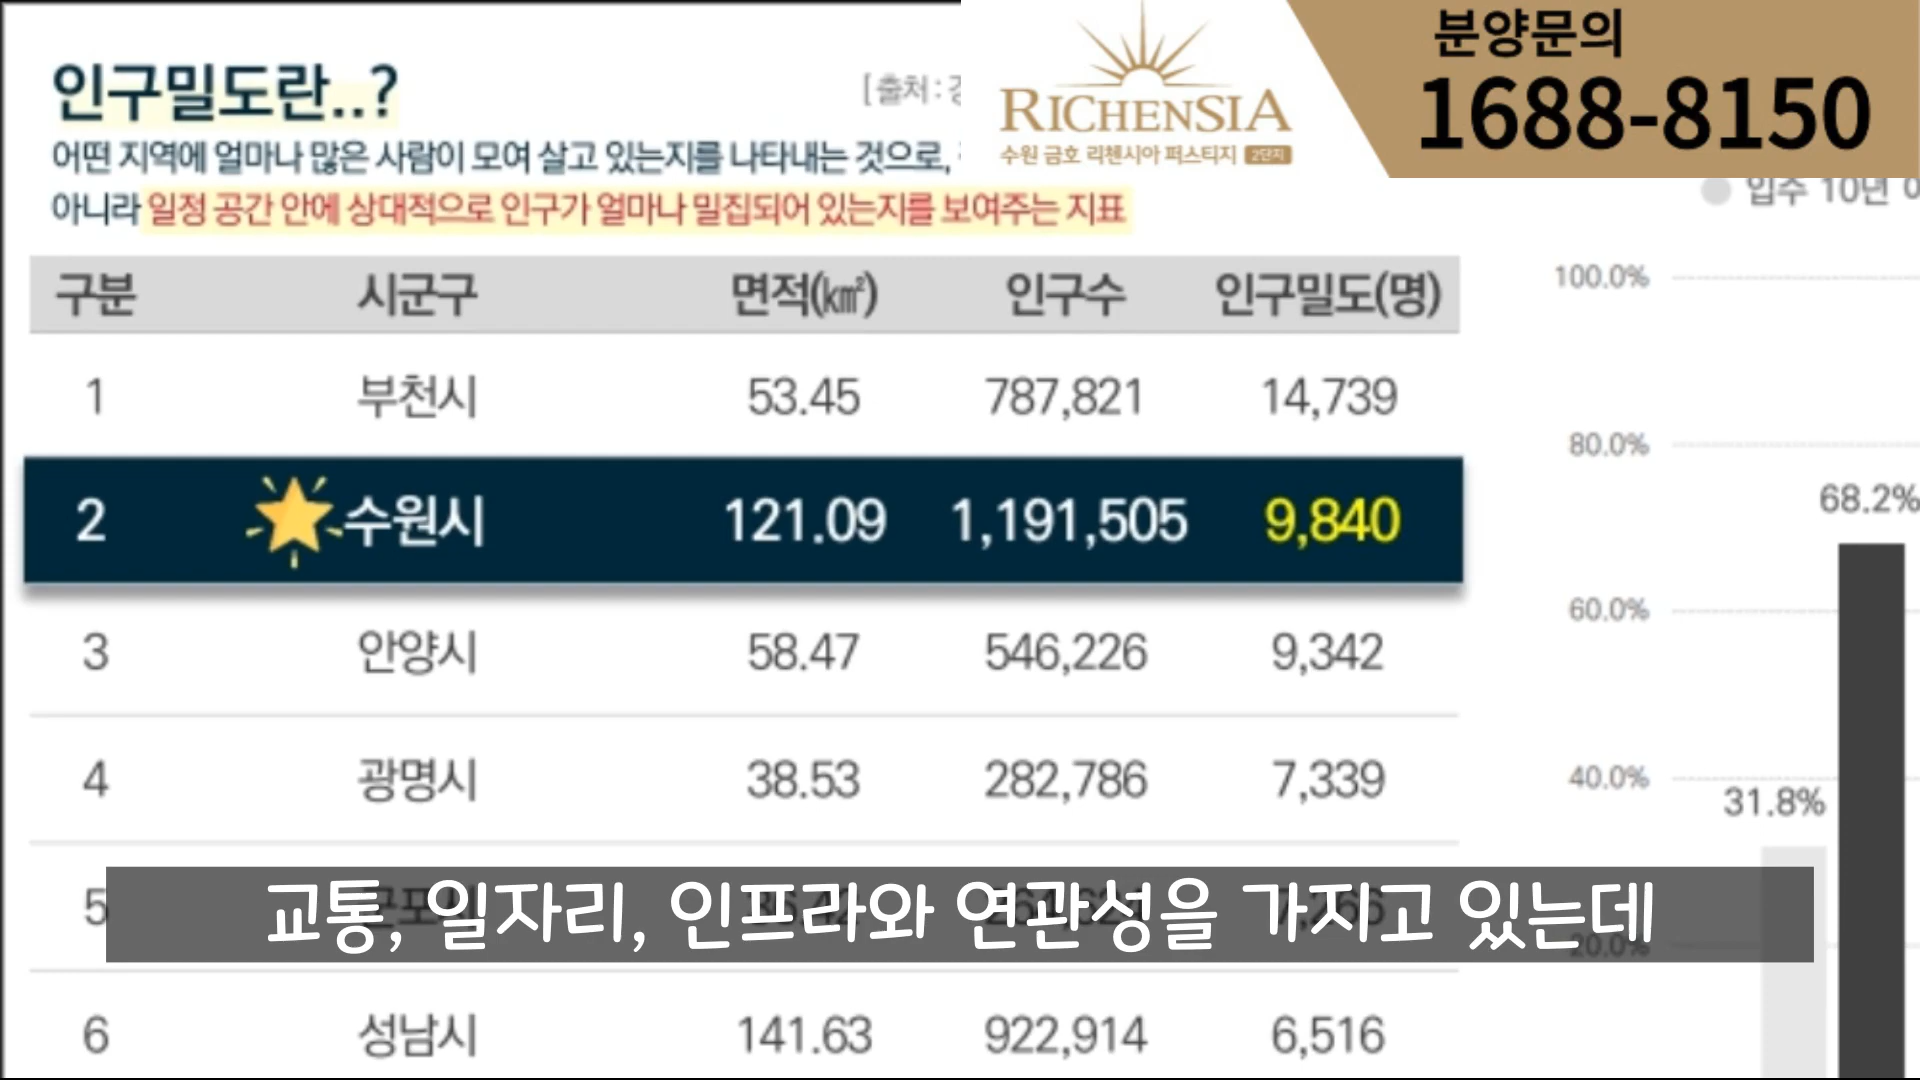 분양문의
1688-8150
RICHENSIA
수원 금호 리첸시아 퍼스티지 2단지
인구밀도란..?
[ 출처 :
어떤 지역에 얼마나 많은 사람이 모여 살고 있는지를 나타내는 것으로,
아니라 일정 공간 안에 상대적으로 인구가 얼마나 밀집되어 있는지를 보여주는 지표
구분 시군구 면적(㎢) 인구수 인구밀도(명)
1 부천시 53.45 787,821 14,739
2 수원시 121.09 1,191,505 9,840
3 안양시 58.47 546,226 9,342
4 광명시 38.53 282,786 7,339
5
6 성남시 141.63 922,914 6,516
입주 10년
100.0%
80.0%
68.2%
60.0%
40.0%
31.8%
20.0%
교통, 일자리, 인프라와 연관성을 가지고 있는데